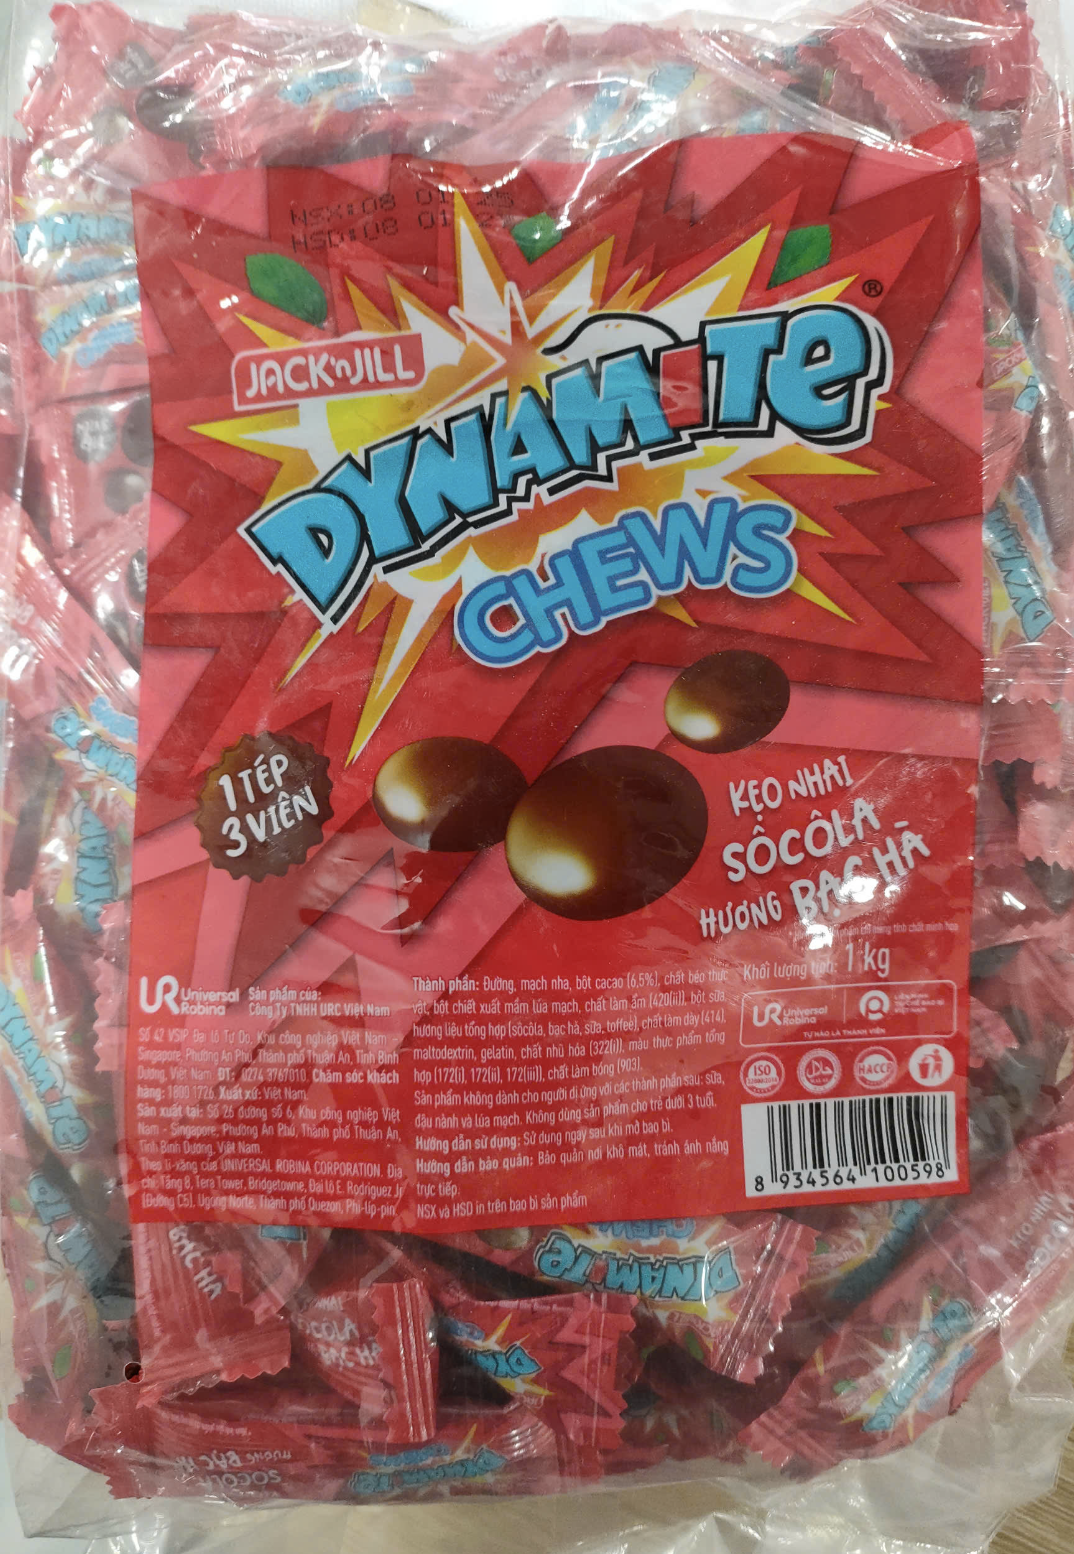 NSX:08 01 25
HSD:08 01
JACK'nJILL
DYNAMITE®
CHEWS
1 TÉP
3 VIÊN
KẸO NHAI
SÔCÔLA
HƯƠNG BẠC HÀ
Khối lượng tịnh: 1 kg
UR Universal Robina
Sản phẩm của:
Công Ty TNHH URC Việt Nam
Số 42 VSIP Đại lộ Tự Do, Khu công nghiệp Việt Nam -
Singapore, Phường An Phú, Thành phố Thuận An, Tỉnh Bình
Dương, Việt Nam. ĐT: 0274 3767010. Chăm sóc khách
hàng: 1800 1726. Xuất xứ: Việt Nam.
Sản xuất tại: Số 26 đường số 6, Khu công nghiệp Việt
Nam - Singapore, Phường An Phú, Thành phố Thuận An,
Tỉnh Bình Dương, Việt Nam.
Theo li-xăng của UNIVERSAL ROBINA CORPORATION. Địa
chỉ: Tầng 8, Tera Tower, Bridgetowne, Đại lộ E. Rodriguez Jr
(Đường C5), Ugong Norte, Thành phố Quezon, Phi-líp-pin
Thành phần: Đường, mạch nha, bột cacao (6,5%), chất béo thực
vật, bột chiết xuất mầm lúa mạch, chất làm ẩm [420(ii)], bột sữa,
hương liệu tổng hợp (sôcôla, bạc hà, sữa, toffee), chất làm dày (414),
maltodextrin, gelatin, chất nhũ hóa [322(i)], màu thực phẩm tổng
hợp [172(i), 172(ii), 172(iii)], chất làm bóng (903).
Sản phẩm không dành cho người dị ứng với các thành phần sau: sữa,
đậu nành và lúa mạch. Không dùng sản phẩm cho trẻ dưới 3 tuổi.
Hướng dẫn sử dụng: Sử dụng ngay sau khi mở bao bì.
Hướng dẫn bảo quản: Bảo quản nơi khô mát, tránh ánh nắng
trực tiếp.
NSX và HSD in trên bao bì sản phẩm
UR Universal Robina
TỰ HÀO LÀ THÀNH VIÊN
ISO
HACCP
8 934564 100598
DYNAMITE
CHEWS
BẠC HÀ
SÔCÔLA
HƯƠNG BẠC HÀ